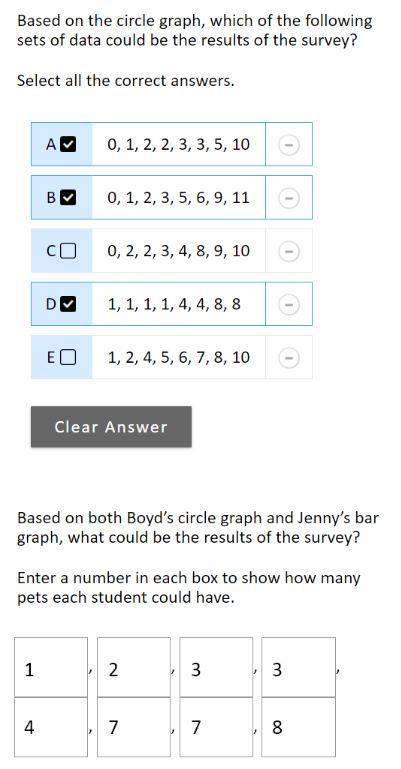 Based on the circle graph, which of the following
sets of data could be the results of the survey?
Select all the correct answers.
A 0, 1, 2, 2, 3, 3, 5, 10
B 0, 1, 2, 3, 5, 6, 9, 11
C 0, 2, 2, 3, 4, 8, 9, 10
D 1, 1, 1, 1, 4, 4, 8, 8
E 1, 2, 4, 5, 6, 7, 8, 10
Clear Answer
Based on both Boyd's circle graph and Jenny's bar
graph, what could be the results of the survey?
Enter a number in each box to show how many
pets each student could have.
1 , 2 , 3 , 3 ,
4 , 7 , 7 , 8